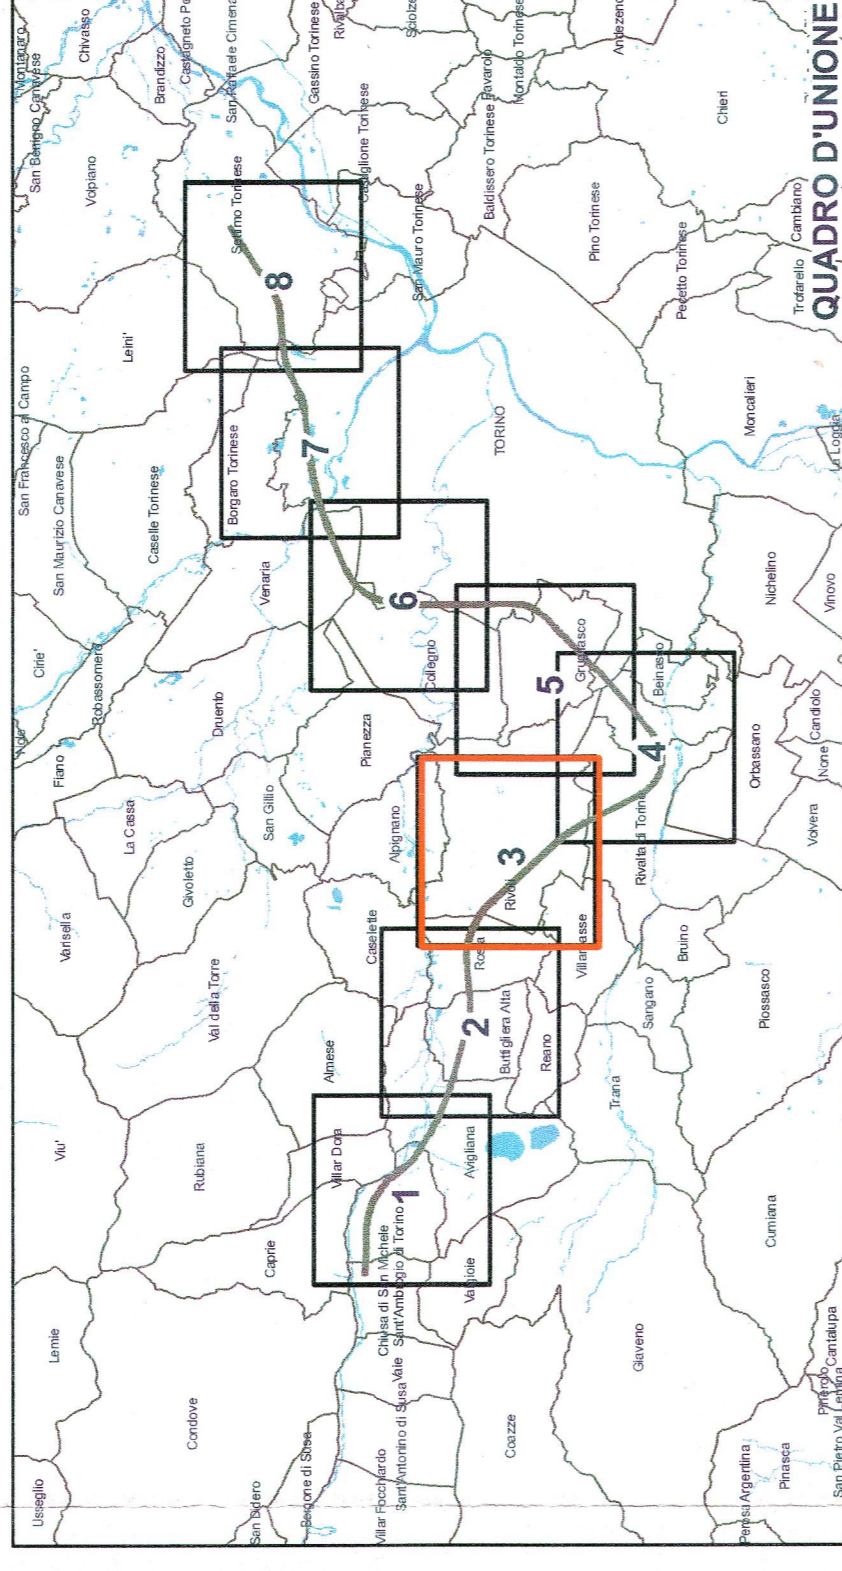 QUADRO D'UNIONE
Usseglio
Lemie
Viu'
Varisella
Fiano
Cirie'
San Francesco al Campo
Montanaro
San Benigno Canavese
Chivasso
La Cassa
Robassomero
San Maurizio Canavese
Volpiano
Brandizzo
Condove
Rubiana
Val della Torre
Givoletto
Druento
Caselle Torinese
Leini'
San Didero
Caprie
San Gillio
Venaria
Borgaro Torinese
Settimo Torinese
San Raffaele Cimena
Borgone di Susa
Villar Dora
Almese
Caselette
Alpignano
Pianezza
Gassino Torinese
Castiglione Torinese
Villar Focchiardo
Sant'Antonino di Susa
Vaie
Chiusa di San Michele
Sant'Ambrogio di Torino
Collegno
San Mauro Torinese
Valgioie
Avigliana
Rosta
Rivoli
Coazze
Buttigliera Alta
Reano
TORINO
Baldissero Torinese
Pavarolo
Montaldo Torinese
Villarbasse
Grugliasco
Pino Torinese
Andezeno
Giaveno
Trana
Sangano
Bruino
Rivalta di Torino
Beinasco
Pecetto Torinese
Chieri
Perosa Argentina
Pinasca
Cumiana
Piossasco
Orbassano
Volvera
None
Candiolo
Nichelino
Vinovo
Moncalieri
La Loggia
Trofarello
Cambiano
Cantalupa
Pinerolo
1
2
3
4
5
6
7
8